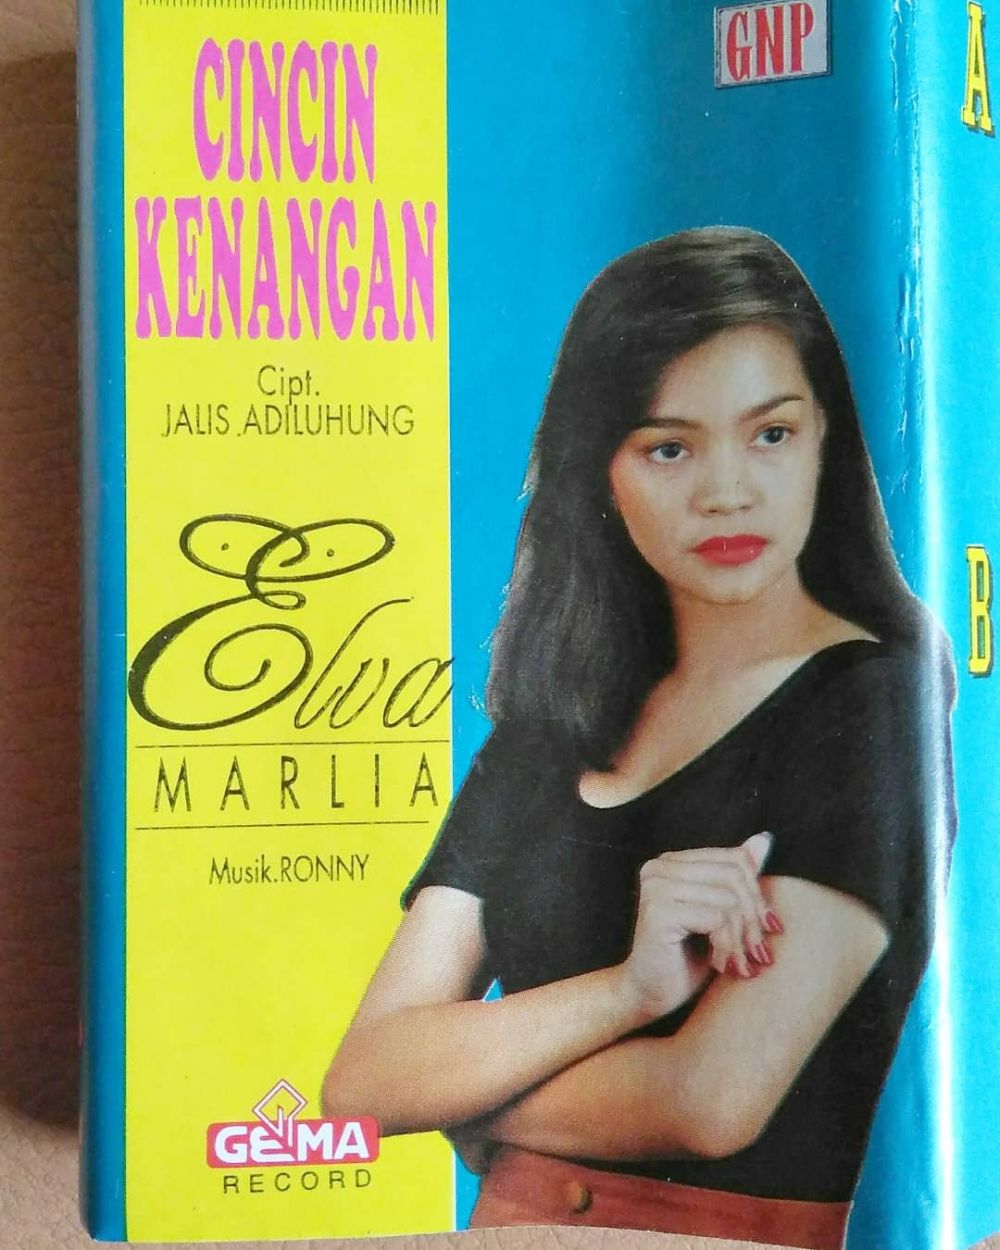 CINCIN
KENANGAN
Cipt.
JALIS ADILUHUNG
Elva
MARLIA
Musik.RONNY
GEMA
RECORD
GNP
A
B